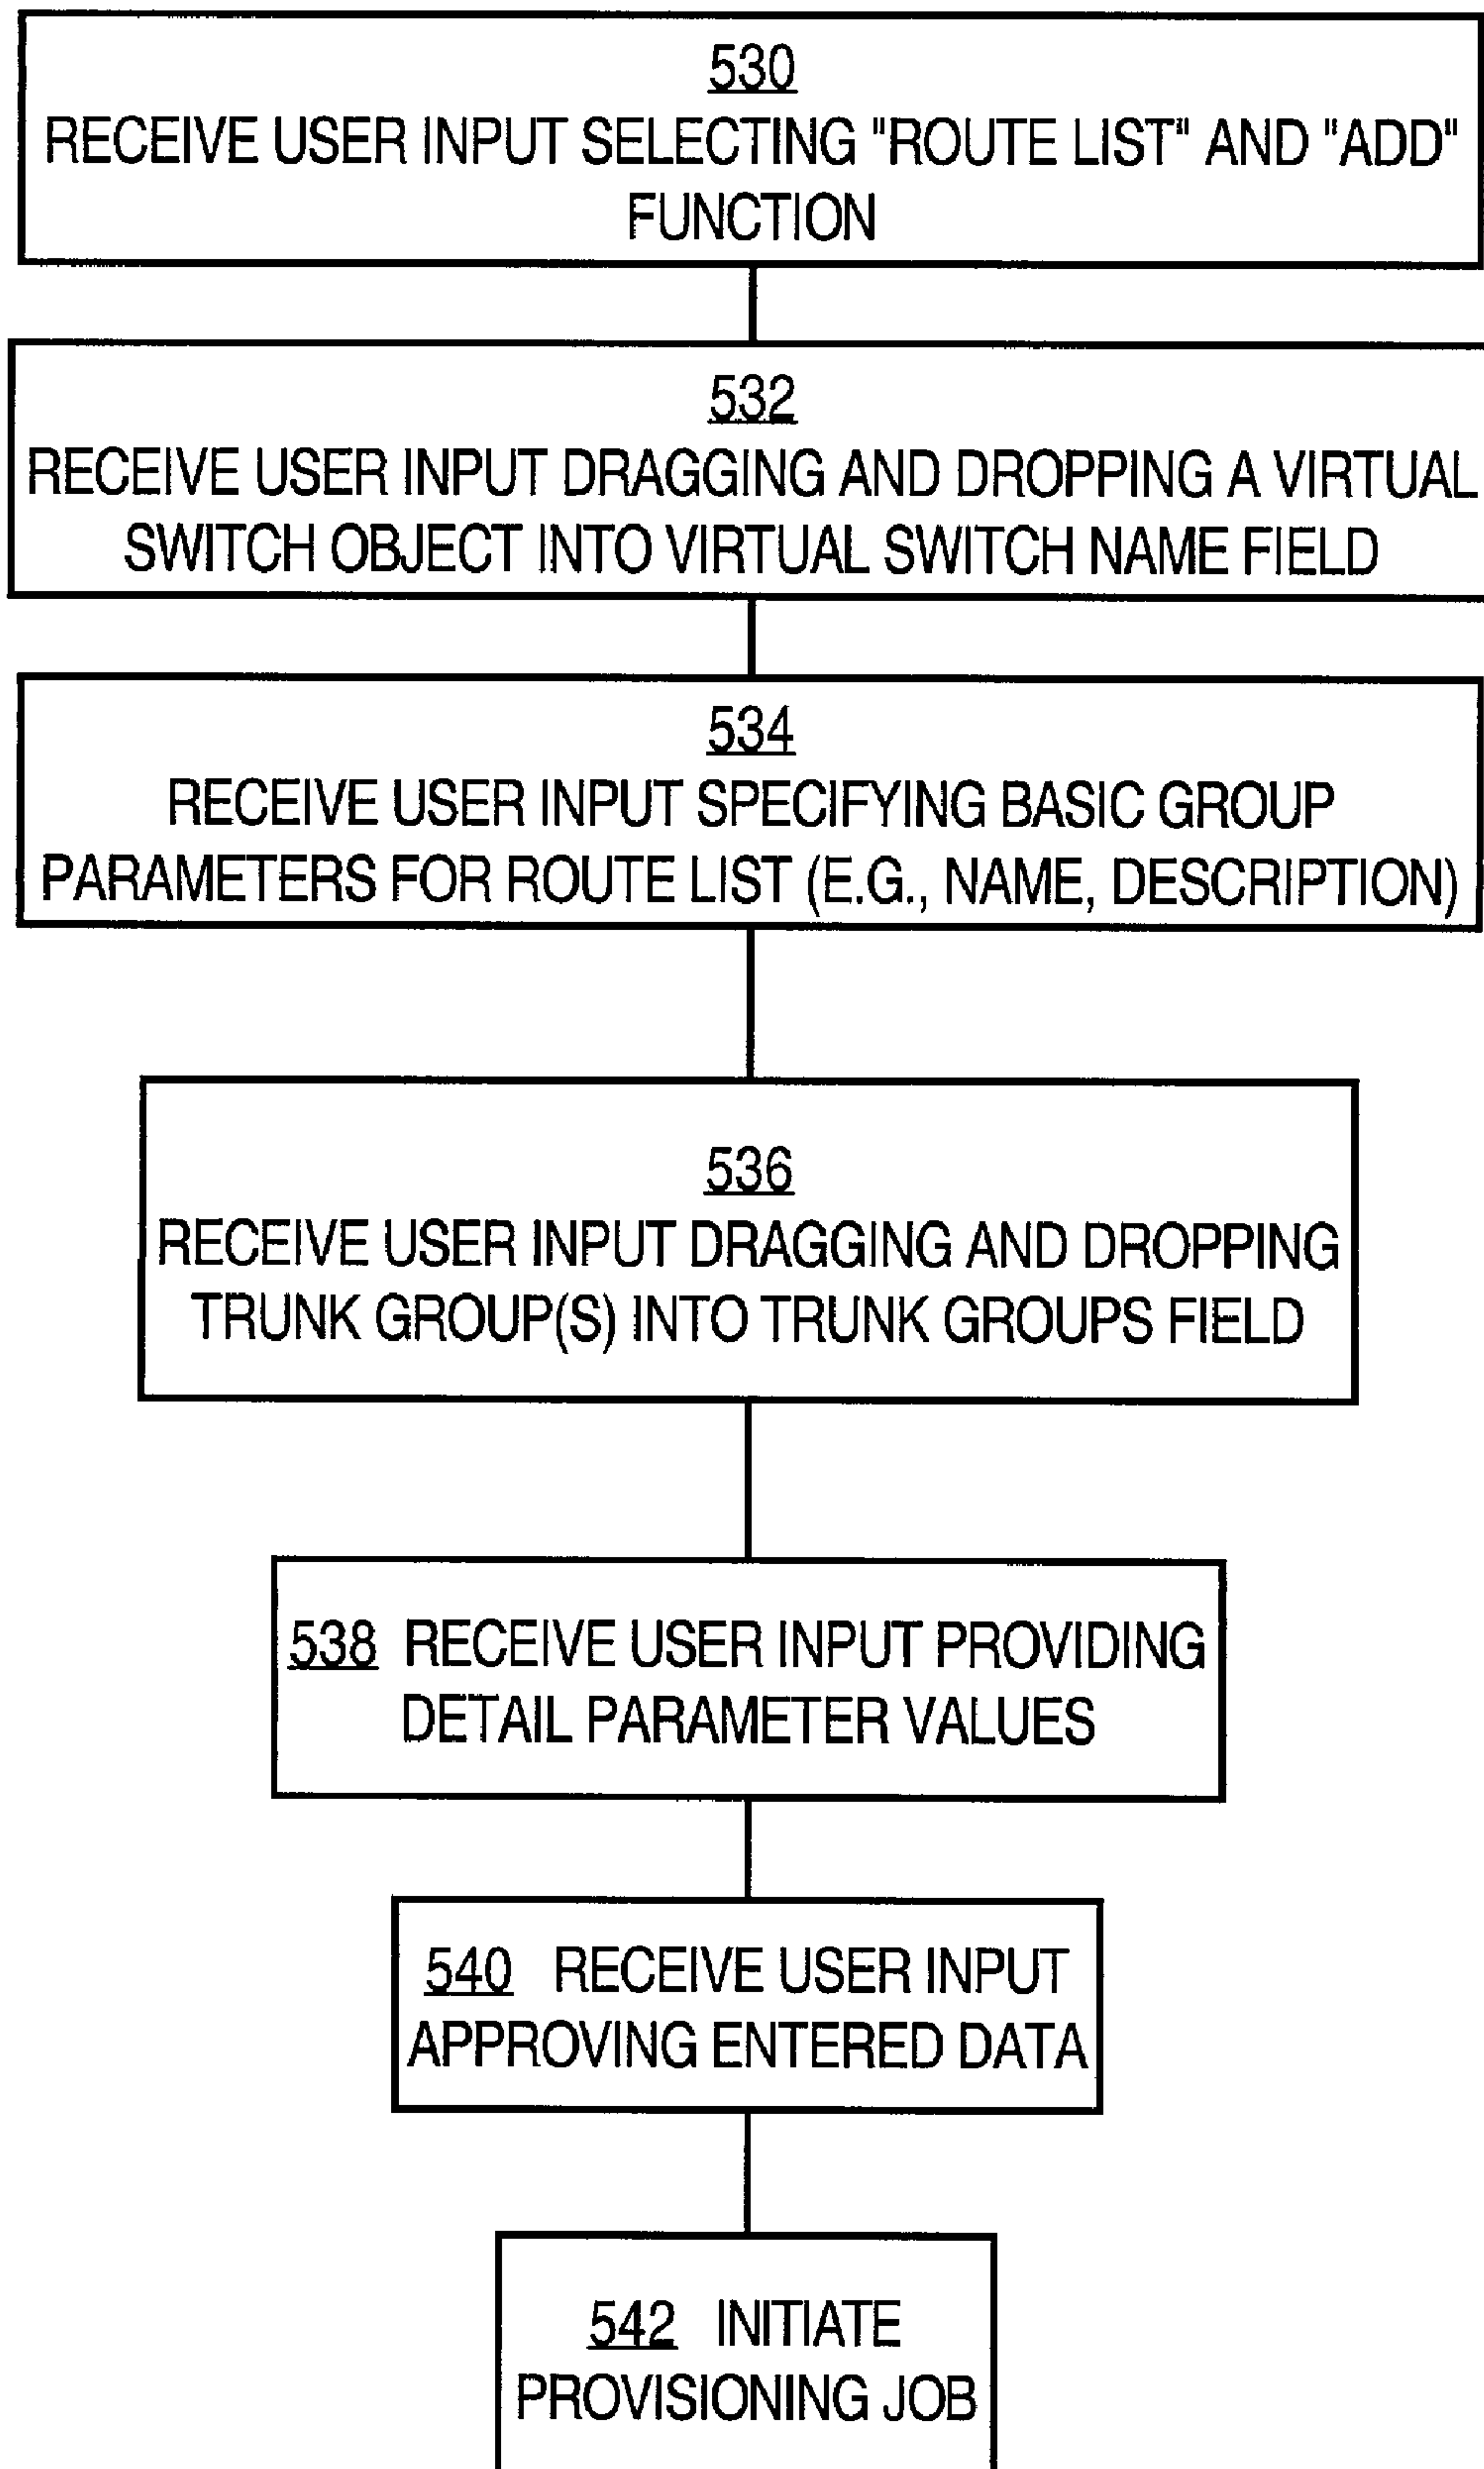 530
RECEIVE USER INPUT SELECTING "ROUTE LIST" AND "ADD"
FUNCTION
532
RECEIVE USER INPUT DRAGGING AND DROPPING A VIRTUAL
SWITCH OBJECT INTO VIRTUAL SWITCH NAME FIELD
534
RECEIVE USER INPUT SPECIFYING BASIC GROUP
PARAMETERS FOR ROUTE LIST (E.G., NAME, DESCRIPTION)
536
RECEIVE USER INPUT DRAGGING AND DROPPING
TRUNK GROUP(S) INTO TRUNK GROUPS FIELD
538 RECEIVE USER INPUT PROVIDING
DETAIL PARAMETER VALUES
540 RECEIVE USER INPUT
APPROVING ENTERED DATA
542 INITIATE
PROVISIONING JOB